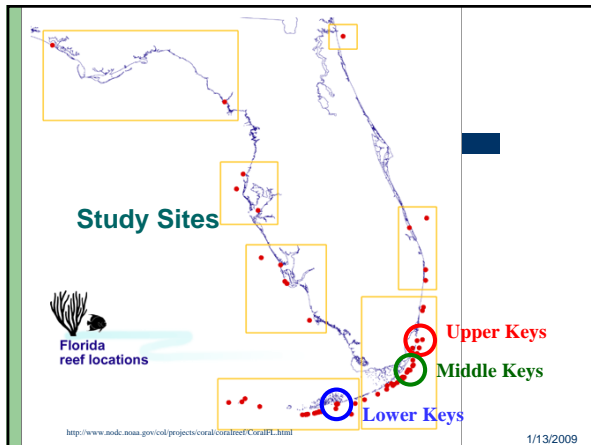 Study Sites
Florida
reef locations
Upper Keys
Middle Keys
Lower Keys
http://www.nodc.noaa.gov/col/projects/coral/coralreef/CoralFL.html
1/13/2009